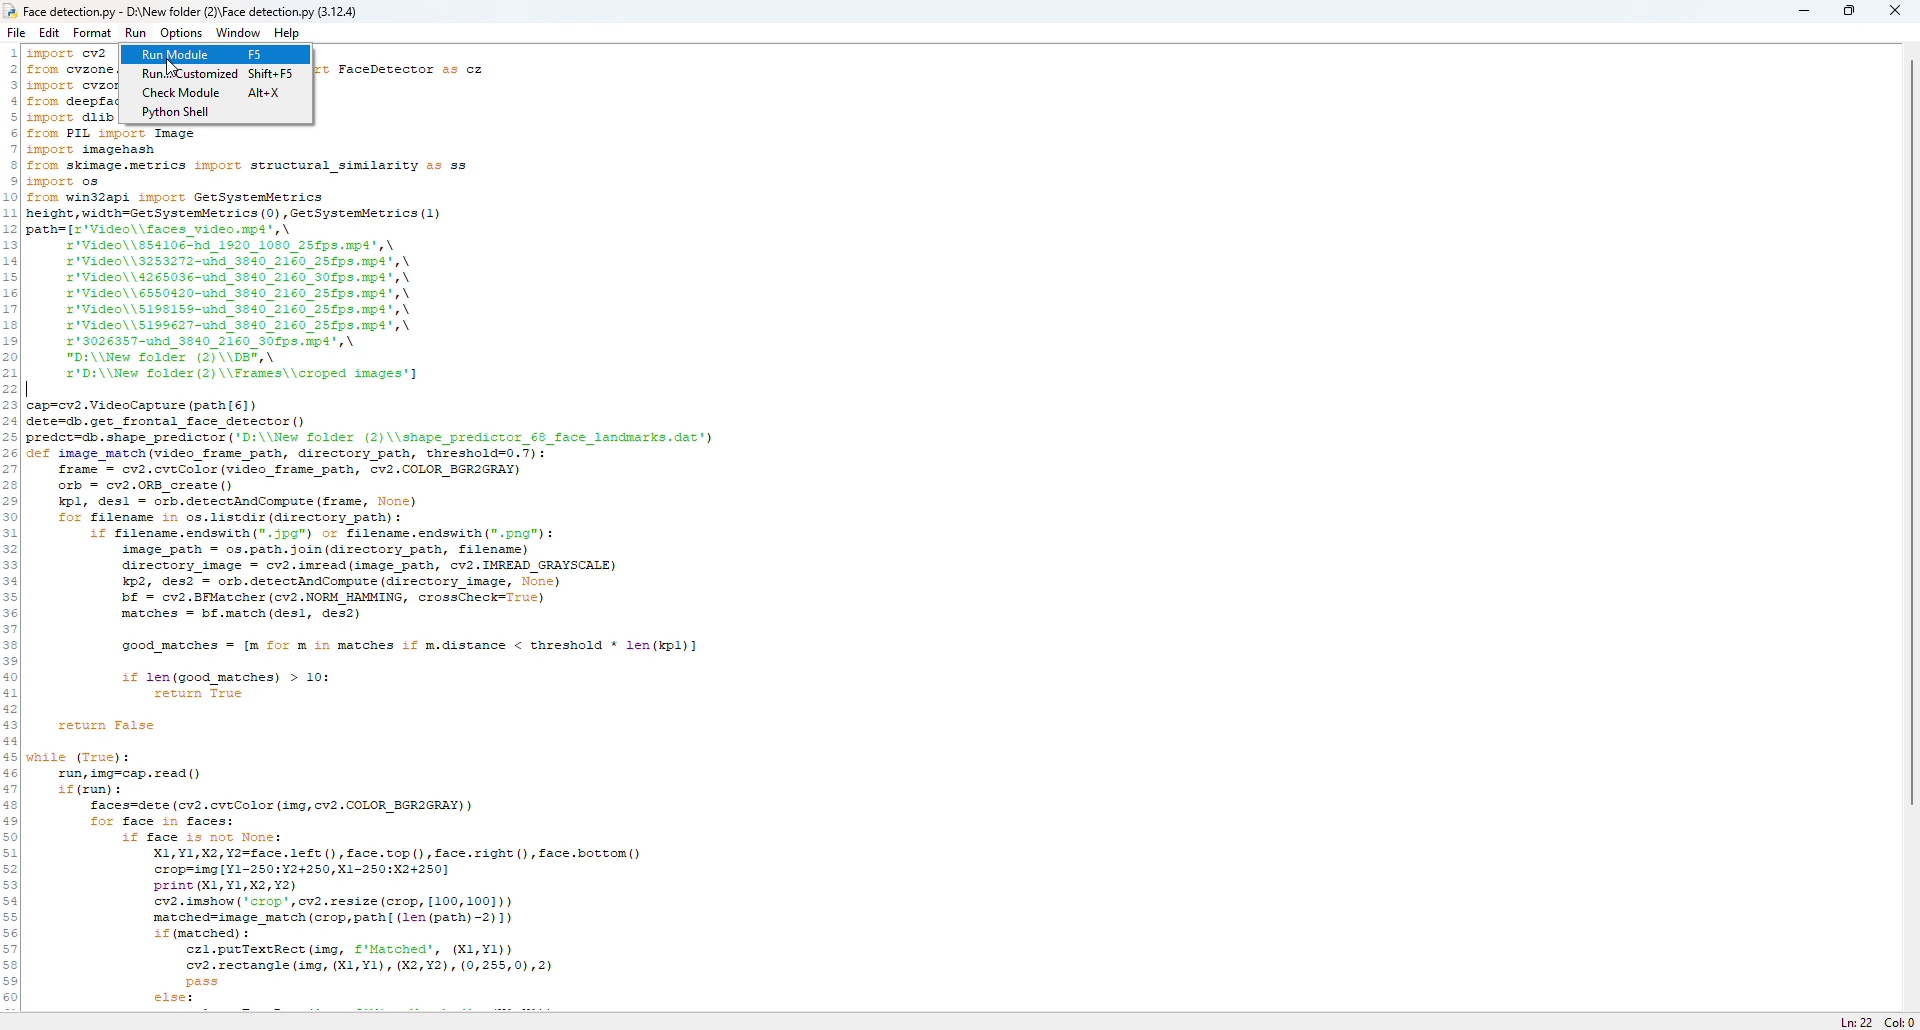 Face detection.py - D:\New folder (2)\Face detection.py (3.12.4)
File Edit Format Run Options Window Help
Run Module F5
Run... Customized Shift+F5
Check Module Alt+X
Python Shell
1 import cv2
2 from cvzone. rt FaceDetector as cz
3 import cvzon
4 from deepfac
5 import dlib
6 from PIL import Image
7 import imagehash
8 from skimage.metrics import structural_similarity as ss
9 import os
10 from win32api import GetSystemMetrics
11 height,width=GetSystemMetrics(0),GetSystemMetrics(1)
12 path=[r'Video\\faces_video.mp4',\
13 r'Video\\854106-hd_1920_1080_25fps.mp4',\
14 r'Video\\3253272-uhd_3840_2160_25fps.mp4',\
15 r'Video\\4265036-uhd_3840_2160_30fps.mp4',\
16 r'Video\\6550420-uhd_3840_2160_25fps.mp4',\
17 r'Video\\5198159-uhd_3840_2160_25fps.mp4',\
18 r'Video\\5199627-uhd_3840_2160_25fps.mp4',\
19 r'3026357-uhd_3840_2160_30fps.mp4',\
20 "D:\\New folder (2)\\DB",\
21 r'D:\\New folder(2)\\Frames\\croped images']
22
23 cap=cv2.VideoCapture(path[6])
24 dete=db.get_frontal_face_detector()
25 predct=db.shape_predictor('D:\\New folder (2)\\shape_predictor_68_face_landmarks.dat')
26 def image_match(video_frame_path, directory_path, threshold=0.7):
27 frame = cv2.cvtColor(video_frame_path, cv2.COLOR_BGR2GRAY)
28 orb = cv2.ORB_create()
29 kp1, des1 = orb.detectAndCompute(frame, None)
30 for filename in os.listdir(directory_path):
31 if filename.endswith(".jpg") or filename.endswith(".png"):
32 image_path = os.path.join(directory_path, filename)
33 directory_image = cv2.imread(image_path, cv2.IMREAD_GRAYSCALE)
34 kp2, des2 = orb.detectAndCompute(directory_image, None)
35 bf = cv2.BFMatcher(cv2.NORM_HAMMING, crossCheck=True)
36 matches = bf.match(des1, des2)
37
38 good_matches = [m for m in matches if m.distance < threshold * len(kp1)]
39
40 if len(good_matches) > 10:
41 return True
42
43 return False
44
45 while (True):
46 run,img=cap.read()
47 if(run):
48 faces=dete(cv2.cvtColor(img,cv2.COLOR_BGR2GRAY))
49 for face in faces:
50 if face is not None:
51 X1,Y1,X2,Y2=face.left(),face.top(),face.right(),face.bottom()
52 crop=img[Y1-250:Y2+250,X1-250:X2+250]
53 print(X1,Y1,X2,Y2)
54 cv2.imshow('crop',cv2.resize(crop,[100,100]))
55 matched=image_match(crop,path[(len(path)-2)])
56 if(matched):
57 cz1.putTextRect(img, f'Matched', (X1,Y1))
58 cv2.rectangle(img,(X1,Y1),(X2,Y2),(0,255,0),2)
59 pass
60 else:
Ln: 22 Col: 0